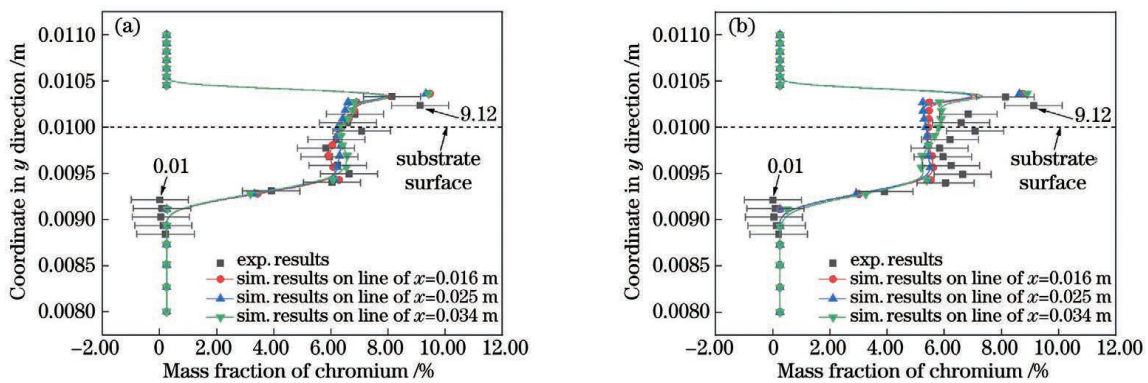 (a)
0.0110
0.0105
0.0100
0.0095
0.0090
0.0085
0.0080
Coordinate in y direction /m
9.12
substrate
surface
0.01
exp. results
sim. results on line of x=0.016 m
sim. results on line of x=0.025 m
sim. results on line of x=0.034 m
−2.00 0 2.00 4.00 6.00 8.00 10.00 12.00
Mass fraction of chromium /%
(b)
0.0110
0.0105
0.0100
0.0095
0.0090
0.0085
0.0080
Coordinate in y direction /m
9.12
substrate
surface
0.01
exp. results
sim. results on line of x=0.016 m
sim. results on line of x=0.025 m
sim. results on line of x=0.034 m
−2.00 0 2.00 4.00 6.00 8.00 10.00 12.00
Mass fraction of chromium /%